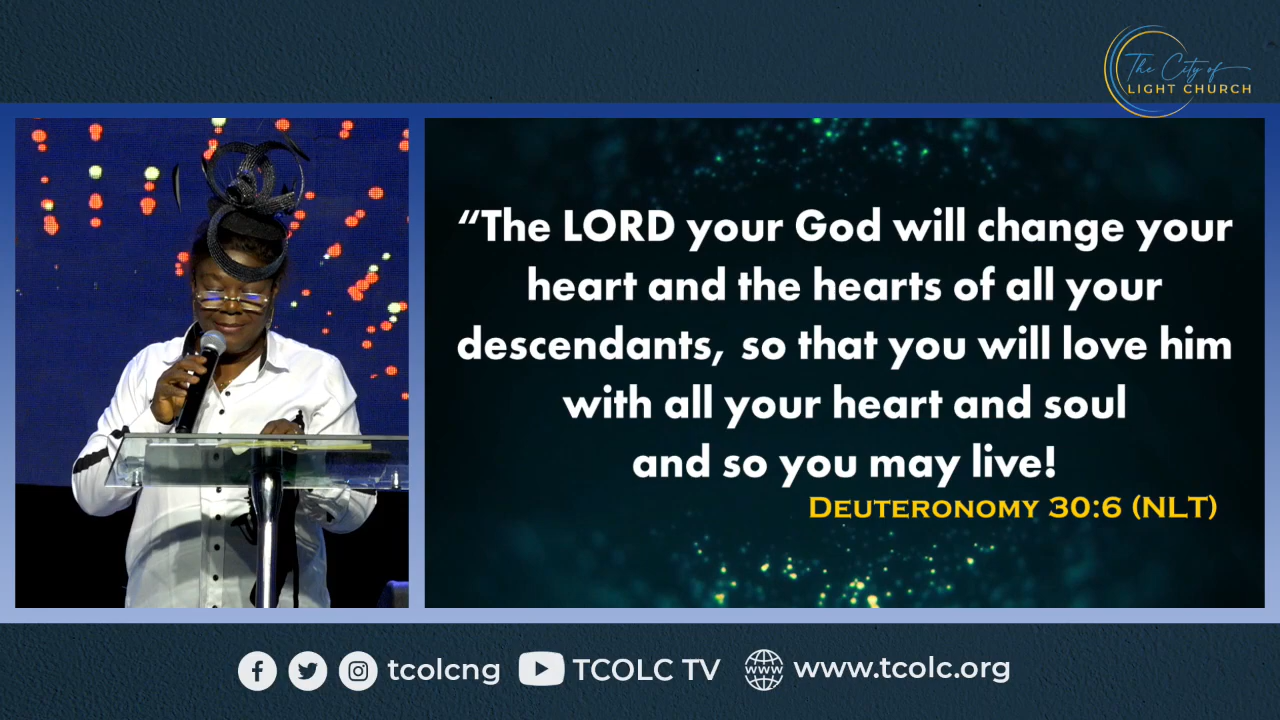 The City of
LIGHT CHURCH
“The LORD your God will change your
heart and the hearts of all your
descendants, so that you will love him
with all your heart and soul
and so you may live!
DEUTERONOMY 30:6 (NLT)
tcolcng
TCOLC TV
www
www.tcolc.org